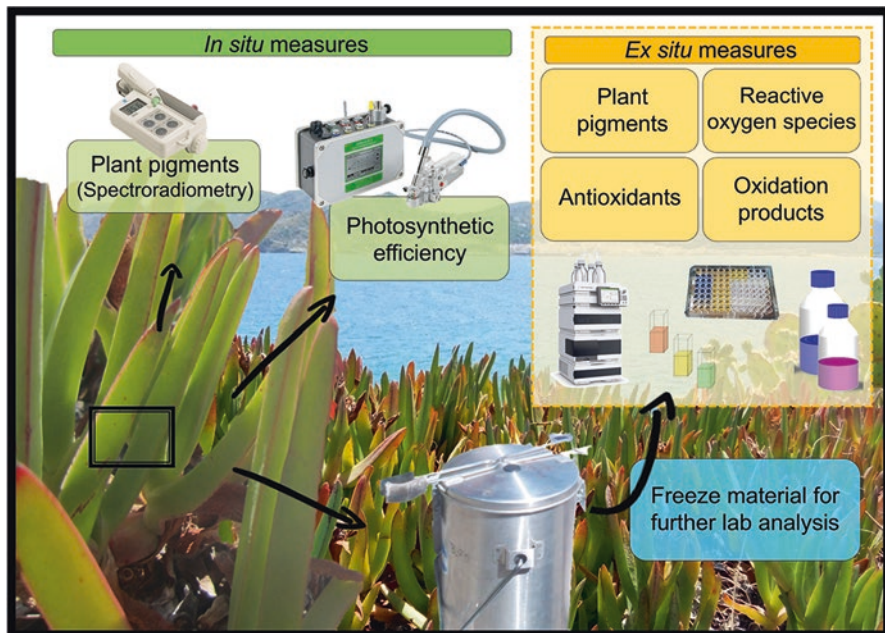 In situ measures
Plant pigments
(Spectroradiometry)
Photosynthetic
efficiency
Ex situ measures
Plant
pigments
Reactive
oxygen species
Antioxidants
Oxidation
products
Freeze material for
further lab analysis